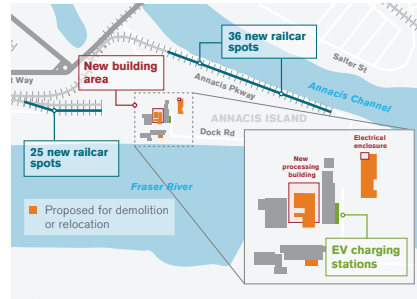 36 new railcar
spots
Salter St
t Way
New building
area
Annacis Pkwy
Annacis Channel
ANNACIS ISLAND
Dock Rd
25 new railcar
spots
Electrical
enclosure
New
processing
building
Fraser River
Proposed for demolition
or relocation
EV charging
stations